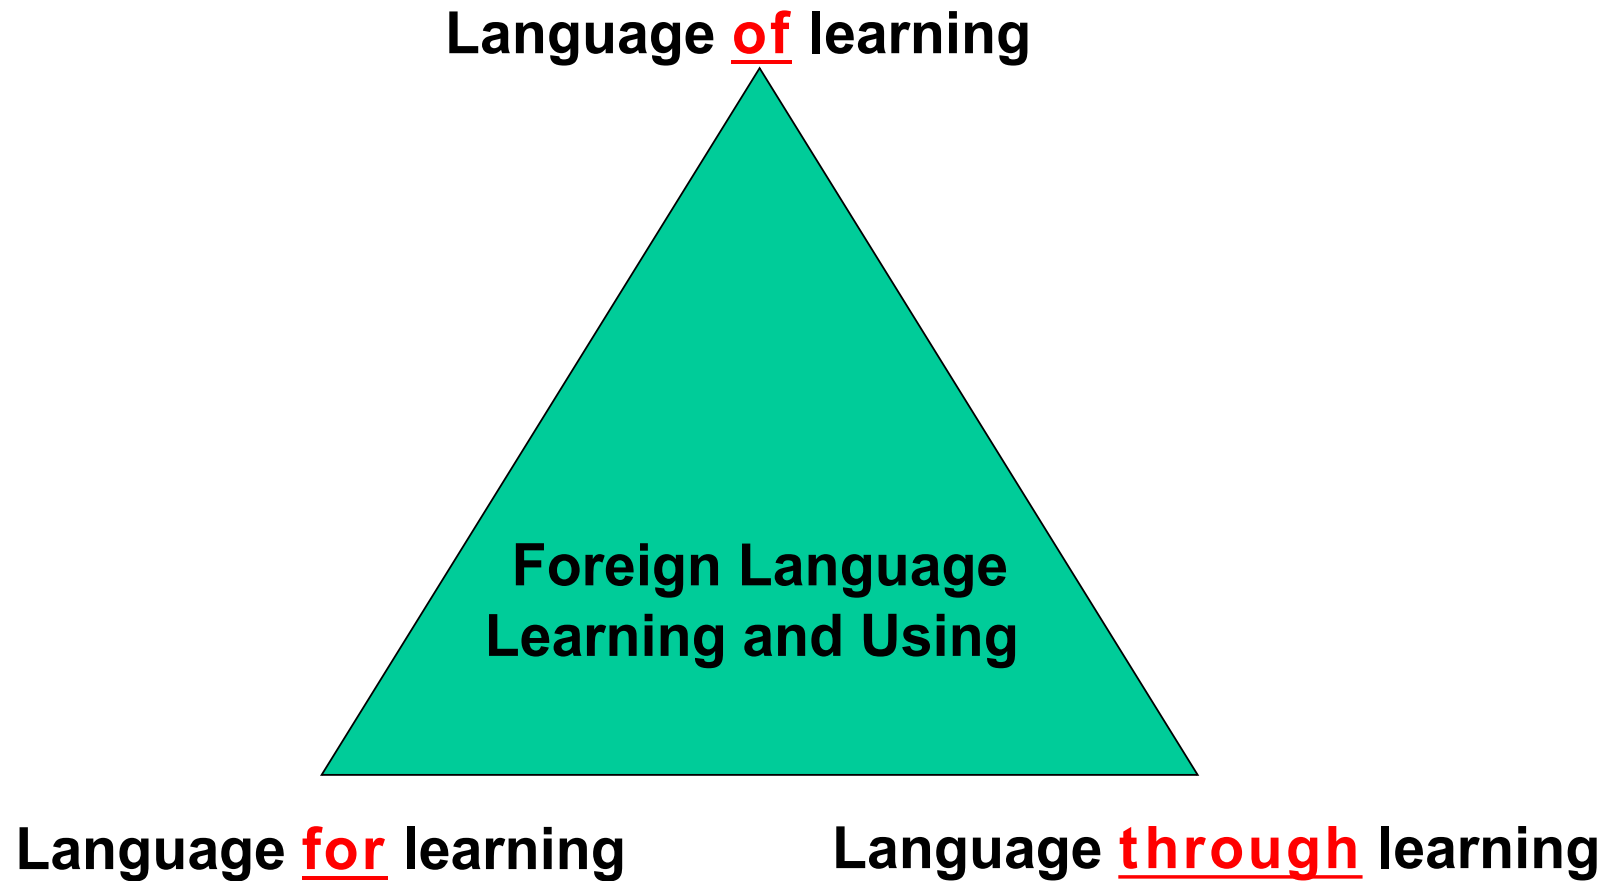 Language of learning
Foreign Language
Learning and Using
Language for learning
Language through learning